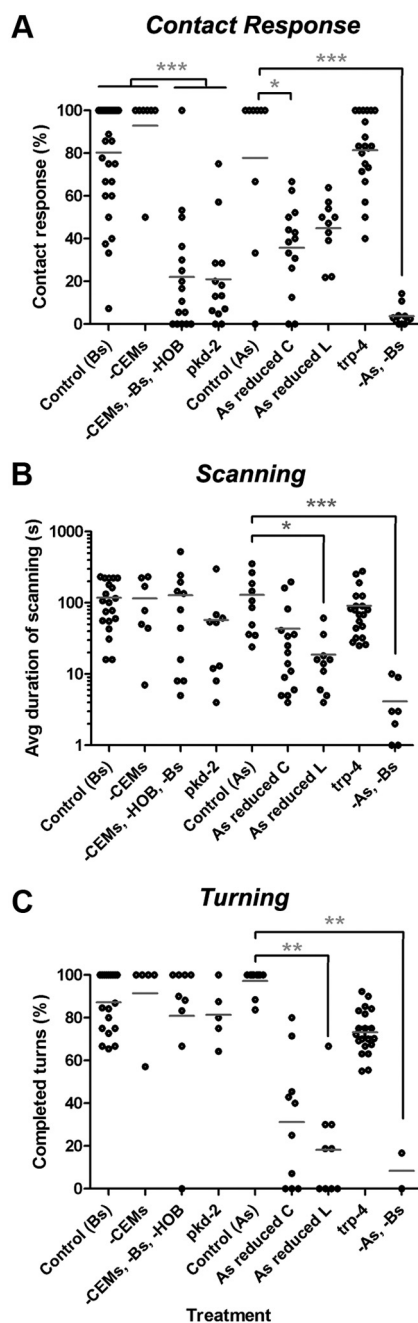 A Contact Response
***
***
*
Contact response (%)
100
80
60
40
20
0
Control (Bs)
-CEMs
-CEMs, -Bs, -HOB
pkd-2
Control (As)
As reduced C
As reduced L
trp-4
-As, -Bs
B Scanning
***
*
Avg duration of scanning (s)
1000
100
10
1
Control (Bs)
-CEMs
-CEMs, -HOB, -Bs
pkd-2
Control (As)
As reduced C
As reduced L
trp-4
-As, -Bs
C Turning
**
**
Completed turns (%)
100
80
60
40
20
0
Control (Bs)
-CEMs
-CEMs, -Bs, -HOB
pkd-2
Control (As)
As reduced C
As reduced L
trp-4
-As, -Bs
Treatment